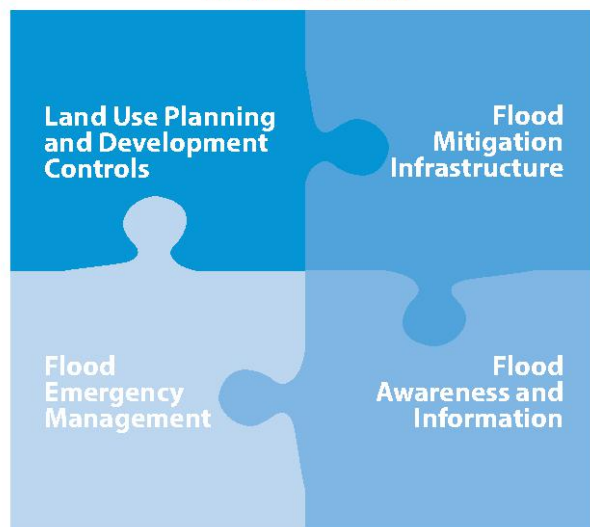 Land Use Planning
and Development
Controls
Flood
Mitigation
Infrastructure
Flood
Emergency
Management
Flood
Awareness and
Information